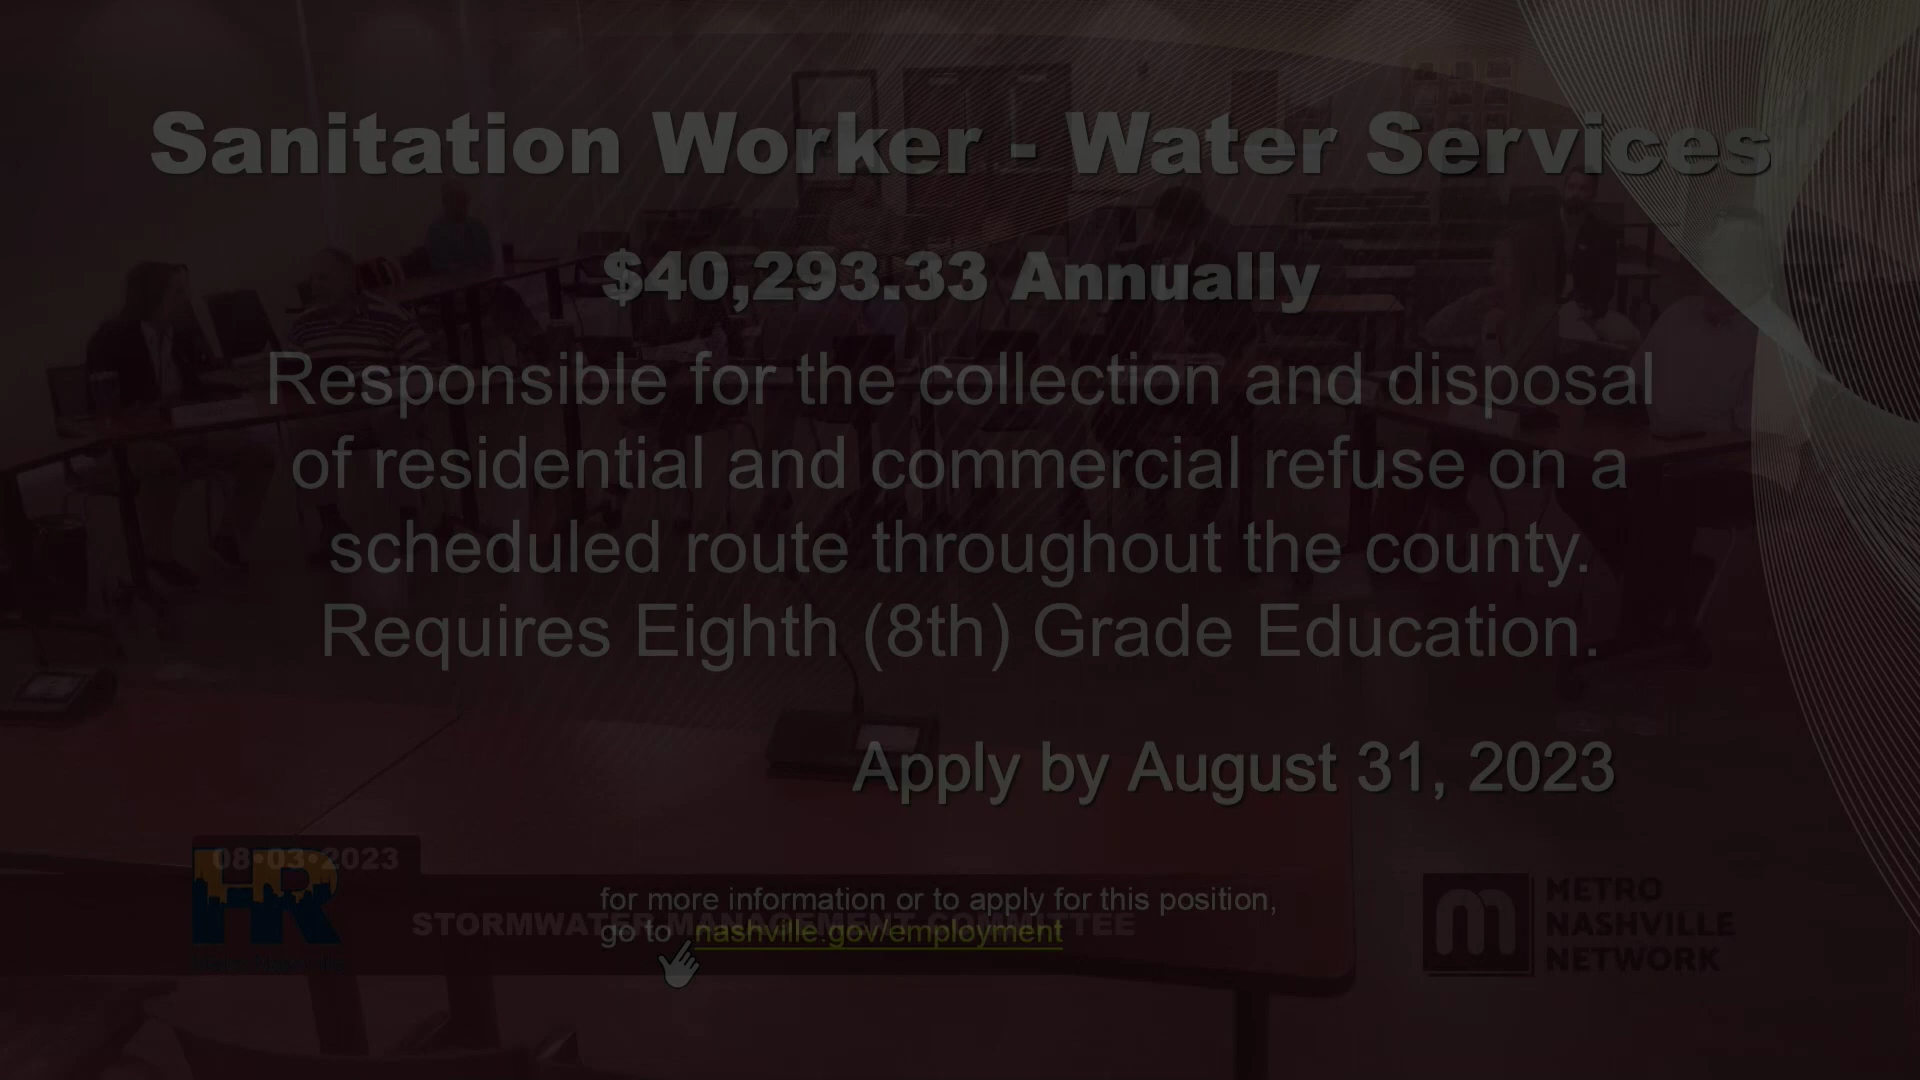 Sanitation Worker - Water Services
$40,293.33 Annually
Responsible for the collection and disposal
of residential and commercial refuse on a
scheduled route throughout the county.
Requires Eighth (8th) Grade Education.
Apply by August 31, 2023
08•03•2023
HR
STORMWATER MANAGEMENT COMMITTEE
for more information or to apply for this position,
go to nashville.gov/employment
METRO
NASHVILLE
NETWORK